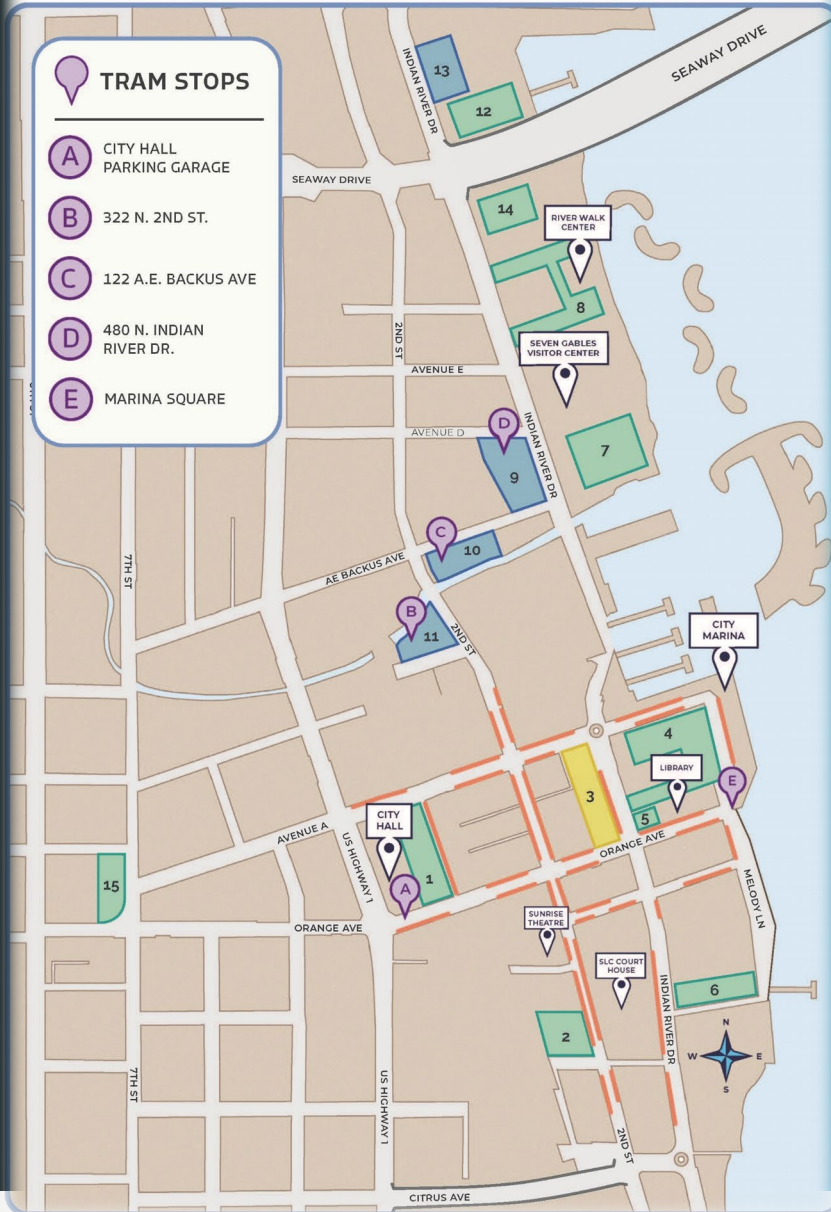 TRAM STOPS
A
CITY HALL
PARKING GARAGE
B
322 N. 2ND ST.
C
122 A.E. BACKUS AVE
D
480 N. INDIAN
RIVER DR.
E
MARINA SQUARE
INDIAN RIVER DR
13
12
SEAWAY DRIVE
SEAWAY DRIVE
14
RIVER WALK
CENTER
8
2ND ST
SEVEN GABLES
VISITOR CENTER
AVENUE E
AVENUE D
D
INDIAN RIVER DR
7
9
C
10
AE BACKUS AVE
7TH ST
B
11
2ND ST
CITY
MARINA
4
LIBRARY
E
3
5
CITY
HALL
AVENUE A
US HIGHWAY 1
ORANGE AVE
1
A
15
ORANGE AVE
MELODY LN
SUNRISE
THEATRE
SLC COURT
HOUSE
INDIAN RIVER DR
6
2
N
W
E
S
7TH ST
US HIGHWAY 1
2ND ST
CITRUS AVE